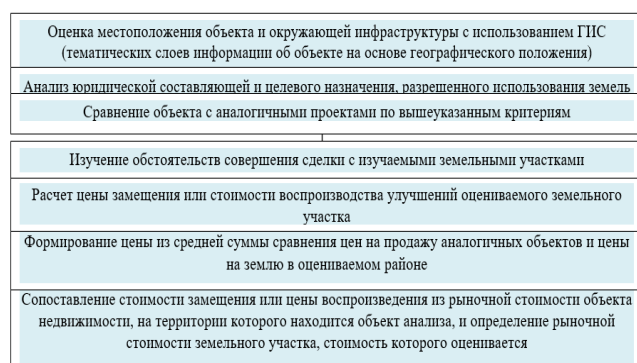 Оценка местоположения объекта и окружающей инфраструктуры с использованием ГИС
(тематических слоев информации об объекте на основе географического положения)
Анализ юридической составляющей и целевого назначения, разрешенного использования земель
Сравнение объекта с аналогичными проектами по вышеуказанным критериям
Изучение обстоятельств совершения сделки с изучаемыми земельными участками
Расчет цены замещения или стоимости воспроизводства улучшений оцениваемого земельного
участка
Формирование цены из средней суммы сравнения цен на продажу аналогичных объектов и цены
на землю в оцениваемом районе
Сопоставление стоимости замещения или цены воспроизведения из рыночной стоимости объекта
недвижимости, на территории которого находится объект анализа, и определение рыночной
стоимости земельного участка, стоимость которого оценивается